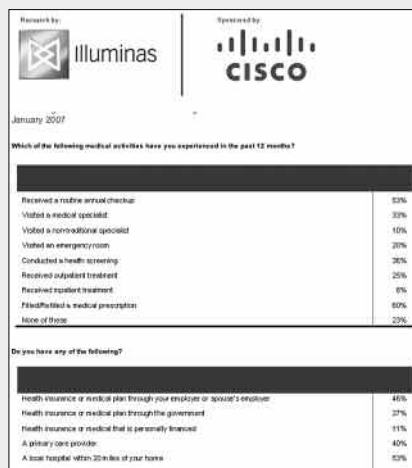 Research by:
Sponsored by:
Illuminas
CISCO
January 2007
Which of the following medical activities have you experienced in the past 12 months?
Received a routine annual checkup 53%
Visited a medical specialist 33%
Visited a non-traditional specialist 10%
Visited an emergency room 20%
Conducted a health screening 36%
Received outpatient treatment 25%
Received inpatient treatment 8%
Filled/Refilled a medical prescription 60%
None of these 23%
Do you have any of the following?
Health insurance or medical plan through your employer or spouse's employer 46%
Health insurance or medical plan through the government 37%
Health insurance or medical that is personally financed 11%
A primary care provider 40%
A local hospital within 20 miles of your home 53%